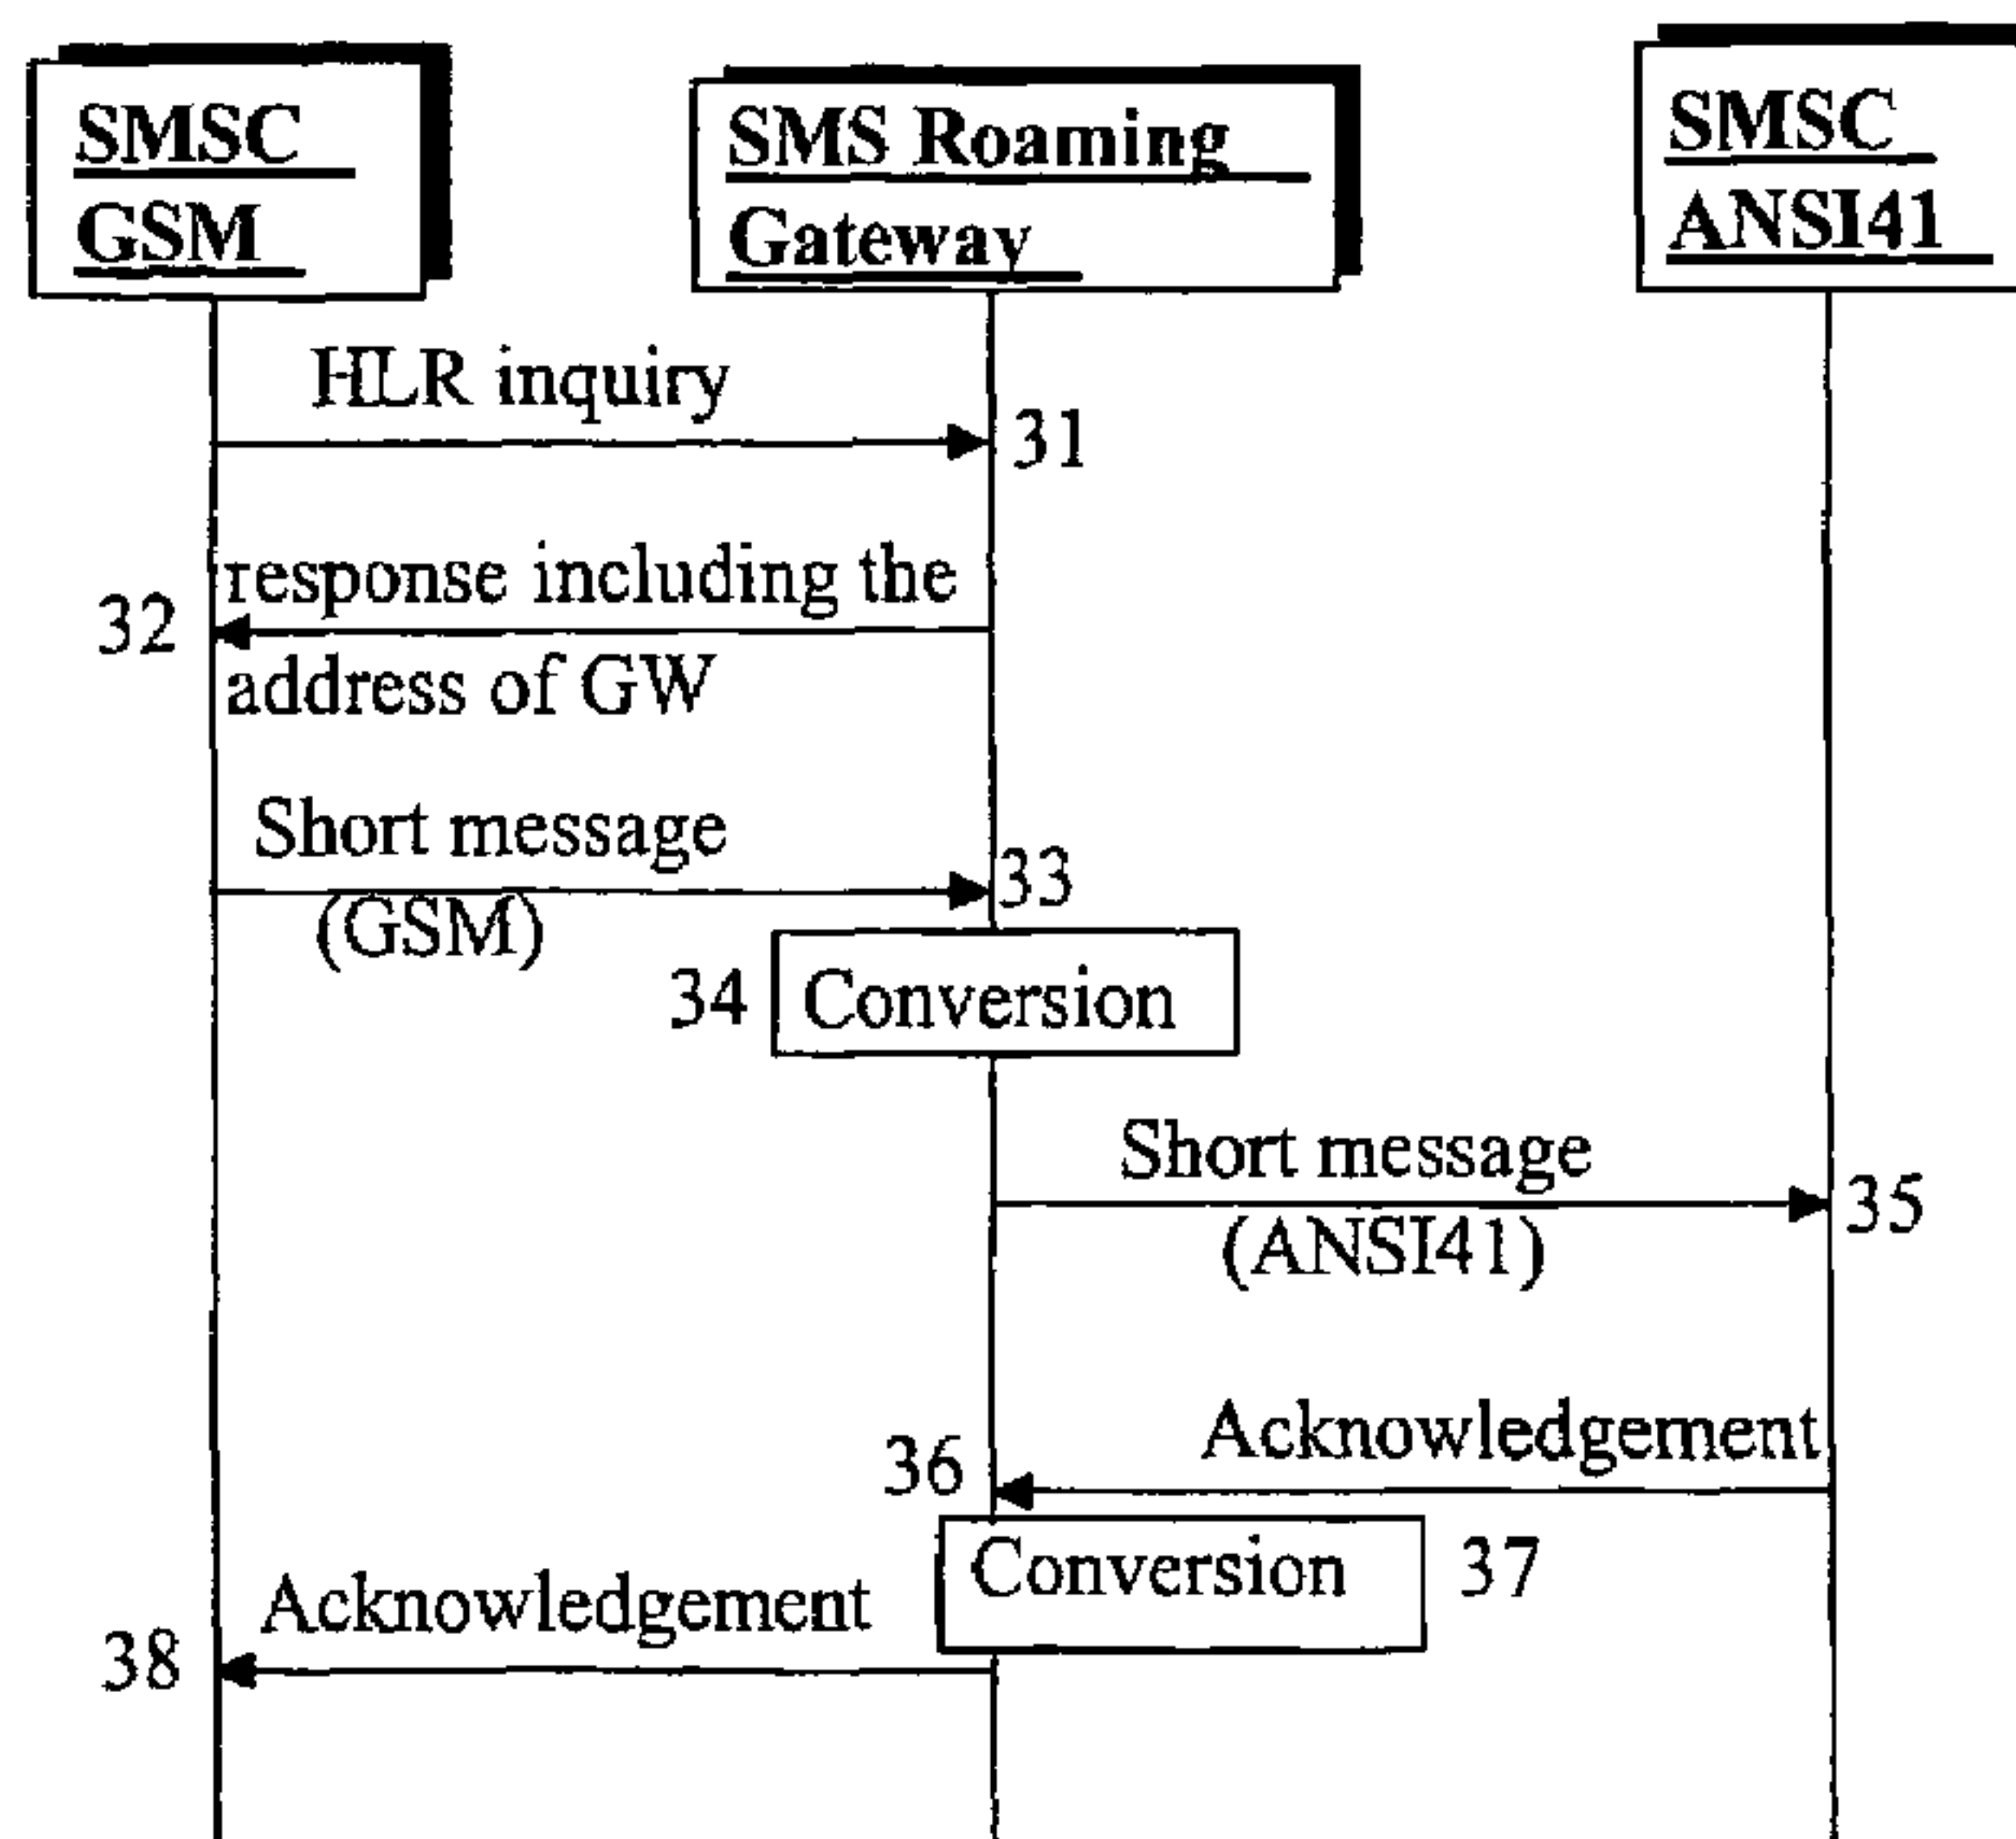 SMSC
GSM
SMS Roaming
Gateway
SMSC
ANSI41
HLR inquiry
31
response including the
32
address of GW
Short message
33
(GSM)
34
Conversion
Short message
35
(ANSI41)
Acknowledgement
36
Conversion
37
Acknowledgement
38